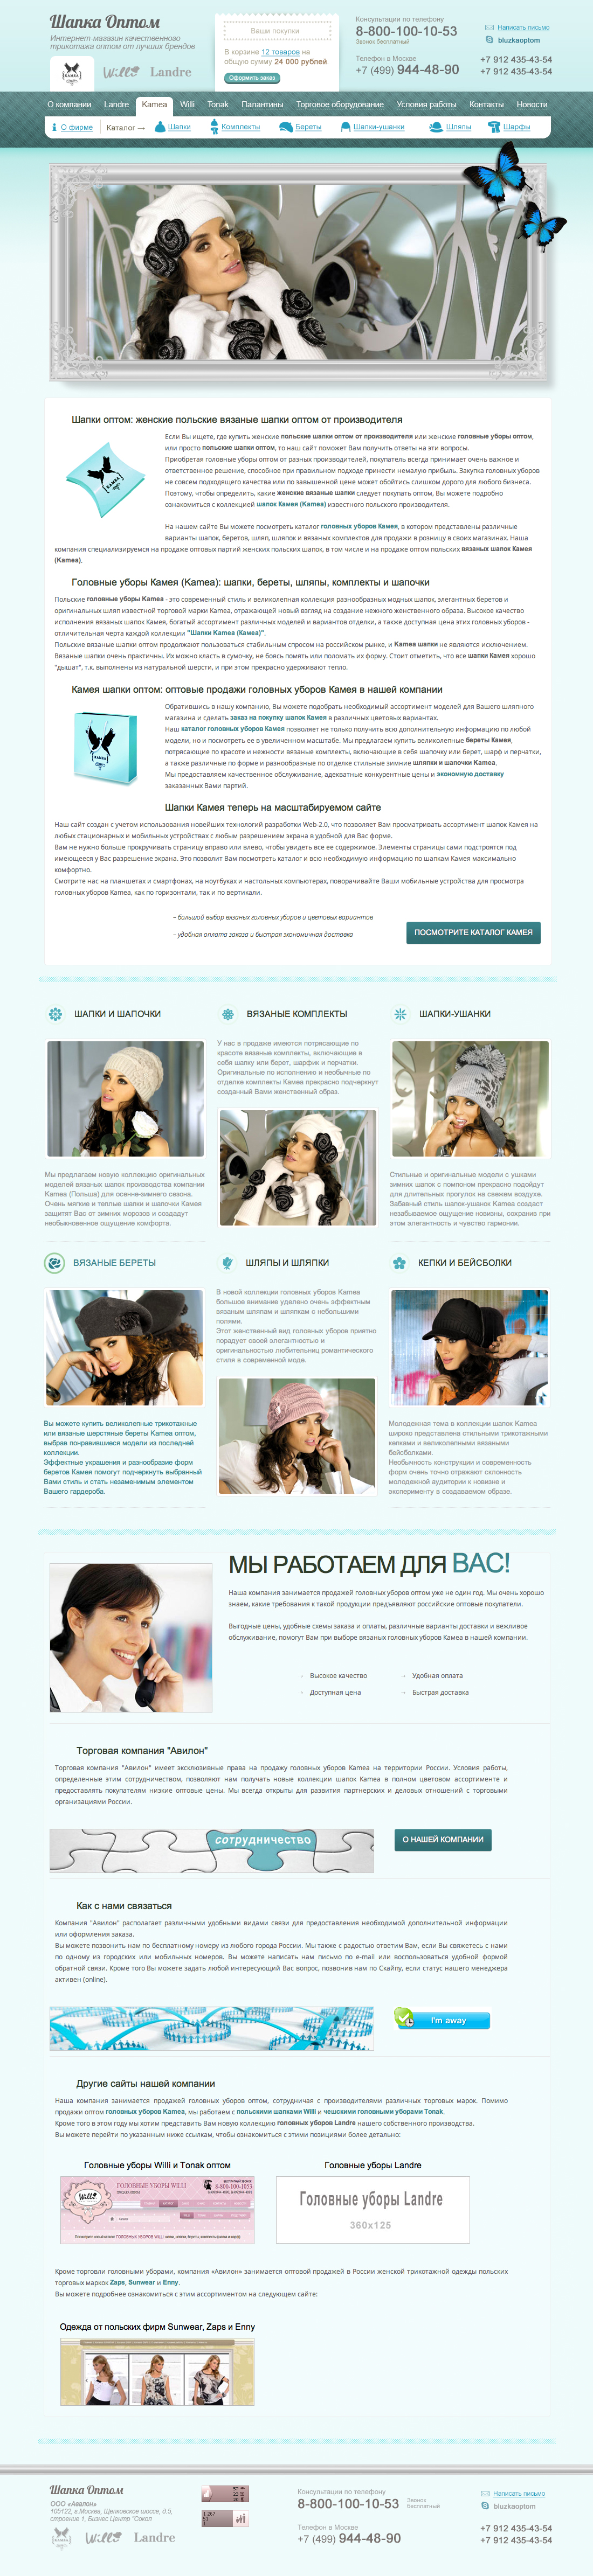 Шапка Оптом
Интернет-магазин качественного
трикотажа оптом от лучших брендов
KAMEA
Willi
Landre
Ваши покупки
В корзине 12 товаров на
общую сумму 24 000 рублей
Оформить заказ
Консультации по телефону
8-800-100-10-53
Звонок бесплатный
Телефон в Москве
+7 (499) 944-48-90
Написать письмо
bluzkaoptom
+7 912 435-43-54
+7 912 435-43-54
О компании Landre Kamea Willi Tonak Палантины Торговое оборудование Условия работы Контакты Новости
О фирме Каталог → Шапки Комплекты Береты Шапки-ушанки Шляпы Шарфы
Шапки оптом: женские польские вязаные шапки оптом от производителя
Если Вы ищете, где купить женские польские шапки оптом от производителя или женские головные уборы оптом,
или просто польские шапки оптом, то наш сайт поможет Вам получить ответы на эти вопросы.
Приобретая головные уборы оптом от разных производителей, покупатель всегда принимает очень важное и
ответственное решение, способное при правильном подходе принести немалую прибыль. Закупка головных уборов
не совсем подходящего качества или по завышенной цене может обойтись слишком дорого для любого бизнеса.
Поэтому, чтобы определить, какие женские вязаные шапки следует покупать оптом, Вы можете подробно
ознакомиться с коллекцией шапок Камея (Kamea) известного польского производителя.
На нашем сайте Вы можете посмотреть каталог головных уборов Камея, в котором представлены различные
варианты шапок, беретов, шляп, шляпок и вязаных комплектов для продажи в розницу в своих магазинах. Наша
компания специализируется на продаже оптовых партий женских польских шапок, в том числе и на продаже оптом польских вязаных шапок Камея
(Kamea).
Головные уборы Камея (Kamea): шапки, береты, шляпы, комплекты и шапочки
Польские головные уборы Kamea - это современный стиль и великолепная коллекция разнообразных модных шапок, элегантных беретов и
оригинальных шляп известной торговой марки Kamea, отражающей новый взгляд на создание нежного женственного образа. Высокое качество
исполнения вязаных шапок Камея, богатый ассортимент различных моделей и вариантов отделки, а также доступная цена этих головных уборов -
отличительная черта каждой коллекции "Шапки Kamea (Камея)".
Польские вязаные шапки оптом продолжают пользоваться стабильным спросом на российском рынке, и Kamea шапки не являются исключением.
Вязаные шапки очень практичны. Их можно класть в сумочку, не боясь помять или поломать их форму. Стоит отметить, что все шапки Камея хорошо
"дышат", т.к. выполнены из натуральной шерсти, и при этом прекрасно удерживают тепло.
Камея шапки оптом: оптовые продажи головных уборов Камея в нашей компании
Обратившись в нашу компанию, Вы можете подобрать необходимый ассортимент моделей для Вашего шляпного
магазина и сделать заказ на покупку шапок Камея в различных цветовых вариантах.
Наш каталог головных уборов Камея позволяет не только получить всю дополнительную информацию по любой
модели, но и посмотреть ее в увеличенном масштабе. Мы предлагаем купить великолепные береты Камея,
потрясающие по красоте и нежности вязаные комплекты, включающие в себя шапочку или берет, шарф и перчатки,
а также различные по форме и разнообразные по отделке стильные зимние шляпки и шапочки Kamea.
Мы предоставляем качественное обслуживание, адекватные конкурентные цены и экономную доставку
заказанных Вами партий.
Шапки Камея теперь на масштабируемом сайте
Наш сайт создан с учетом использования новейших технологий разработки Web-2.0, что позволяет Вам просматривать ассортимент шапок Камея на
любых стационарных и мобильных устройствах с любым разрешением экрана в удобной для Вас форме.
Вам не нужно больше прокручивать страницу вправо или влево, чтобы увидеть все ее содержимое. Элементы страницы сами подстроятся под
имеющееся у Вас разрешение экрана. Это позволит Вам посмотреть каталог и всю необходимую информацию по шапкам Камея максимально
комфортно.
Смотрите нас на планшетах и смартфонах, на ноутбуках и настольных компьютерах, поворачивайте Ваши мобильные устройства для просмотра
головных уборов Kamea, как по горизонтали, так и по вертикали.
– большой выбор вязаных головных уборов и цветовых вариантов
– удобная оплата заказа и быстрая экономичная доставка
ПОСМОТРИТЕ КАТАЛОГ КАМЕЯ
ШАПКИ И ШАПОЧКИ
Мы предлагаем новую коллекцию оригинальных
моделей вязаных шапок производства компании
Kamea (Польша) для осенне-зимнего сезона.
Очень мягкие и теплые шапки и шапочки Камея
защитят Вас от зимних морозов и создадут
необыкновенное ощущение комфорта.
ВЯЗАНЫЕ КОМПЛЕКТЫ
У нас в продаже имеются потрясающие по
красоте вязаные комплекты, включающие в
себя шапку или берет, шарфик и перчатки.
Оригинальные по исполнению и необычные по
отделке комплекты Камея прекрасно подчеркнут
созданный Вами женственный образ.
ШАПКИ-УШАНКИ
Стильные и оригинальные модели с ушками
зимних шапок с помпоном прекрасно подойдут
для длительных прогулок на свежем воздухе.
Забавный стиль шапок-ушанок Kamea создаст
незабываемое ощущение новизны, сохранив при
этом элегантность и чувство гармонии.
ВЯЗАНЫЕ БЕРЕТЫ
Вы можете купить великолепные трикотажные
или вязаные шерстяные береты Kamea оптом,
выбрав понравившиеся модели из последней
коллекции.
Эффектные украшения и разнообразие форм
беретов Камея помогут подчеркнуть выбранный
Вами стиль и стать незаменимым элементом
Вашего гардероба.
ШЛЯПЫ И ШЛЯПКИ
В новой коллекции головных уборов Kamea
большое внимание уделено очень эффектным
вязаным шляпам и шляпкам с небольшими
полями.
Этот женственный вид головных уборов приятно
порадует своей элегантностью и
оригинальностью любительниц романтического
стиля в современной моде.
КЕПКИ И БЕЙСБОЛКИ
Молодежная тема в коллекции шапок Kamea
широко представлена стильными трикотажными
кепками и великолепными вязаными
бейсболками.
Необычность конструкции и современность
форм очень точно отражают склонность
молодежной аудитории к новизне и
эксперименту в создаваемом образе.
МЫ РАБОТАЕМ ДЛЯ ВАС!
Наша компания занимается продажей головных уборов оптом уже не один год. Мы очень хорошо
знаем, какие требования к такой продукции предъявляют российские оптовые покупатели.
Выгодные цены, удобные схемы заказа и оплаты, различные варианты доставки и вежливое
обслуживание, помогут Вам при выборе вязаных головных уборов Камея в нашей компании.
Высокое качество
Удобная оплата
Доступная цена
Быстрая доставка
Торговая компания "Авилон"
Торговая компания "Авилон" имеет эксклюзивные права на продажу головных уборов Kamea на территории России. Условия работы,
определенные этим сотрудничеством, позволяют нам получать новые коллекции шапок Kamea в полном цветовом ассортименте и
предоставлять покупателям низкие оптовые цены. Мы всегда открыты для развития партнерских и деловых отношений с торговыми
организациями России.
сотрудничество
О НАШЕЙ КОМПАНИИ
Как с нами связаться
Компания "Авилон" располагает различными удобными видами связи для предоставления необходимой дополнительной информации
или оформления заказа.
Вы можете позвонить нам по бесплатному номеру из любого города России. Мы также с радостью ответим Вам, если Вы свяжетесь с нами
по одному из городских или мобильных номеров. Вы можете написать нам письмо по e-mail или воспользоваться удобной формой
обратной связи. Кроме того Вы можете задать любой интересующий Вас вопрос, позвонив нам по Скайпу, если статус нашего менеджера
активен (online).
I'm away
Другие сайты нашей компании
Наша компания занимается продажей головных уборов оптом, сотрудничая с производителями различных торговых марок. Помимо
продажи оптом головных уборов Kamea, мы работаем с польскими шапками Willi и чешскими головными уборами Tonak.
Кроме того в этом году мы хотим представить Вам новую коллекцию головных уборов Landre нашего собственного производства.
Вы можете перейти по указанным ниже ссылкам, чтобы ознакомиться с этими позициями более детально:
Головные уборы Willi и Tonak оптом
Головные уборы Landre
Willi
ГОЛОВНЫЕ УБОРЫ WILLI
8-800-100-1053
Головные уборы Landre
360x125
Кроме торговли головными уборами, компания «Авилон» занимается оптовой продажей в России женской трикотажной одежды польских
торговых марок Zaps, Sunwear и Enny.
Вы можете подробнее ознакомиться с этим ассортиментом на следующем сайте:
Одежда от польских фирм Sunwear, Zaps и Enny
Шапка Оптом
ООО «Авалон»
105122, г. Москва, Щелковское шоссе, д.3,
строение 1, Бизнес Центр "Сокол
KAMEA
Willi
Landre
Консультации по телефону
8-800-100-10-53
Звонок
бесплатный
Телефон в Москве
+7 (499) 944-48-90
Написать письмо
bluzkaoptom
+7 912 435-43-54
+7 912 435-43-54